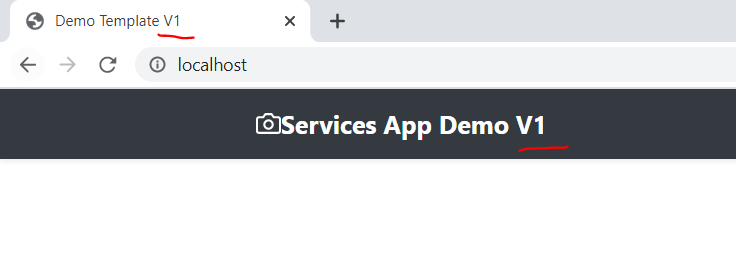 Demo Template V1
localhost
Services App Demo V1